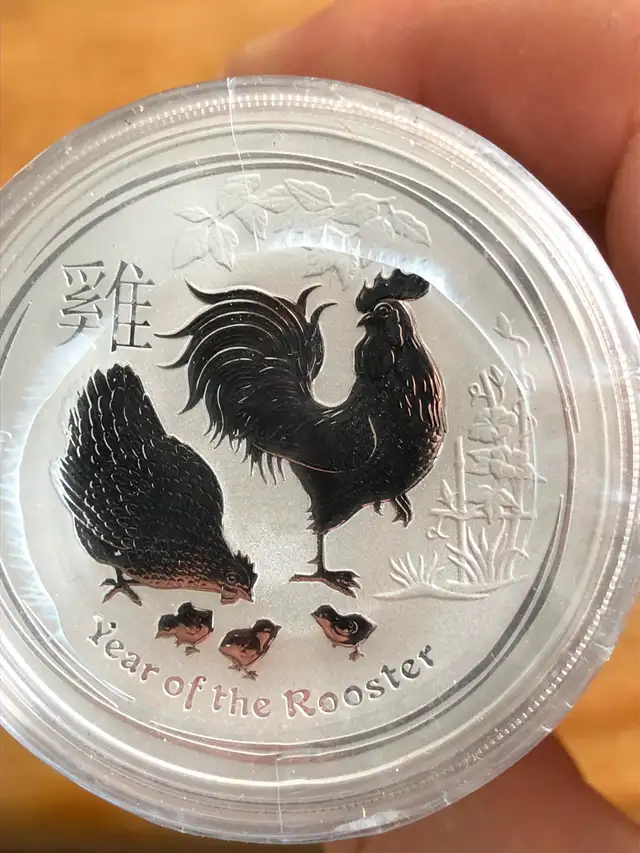 雞
Year of the Rooster